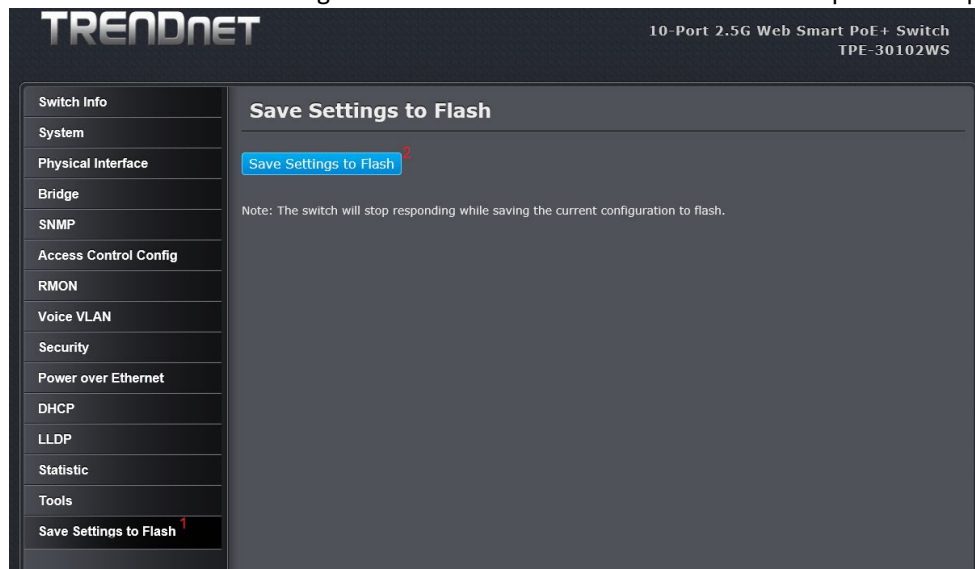 TRENDNET
10-Port 2.5G Web Smart PoE+ Switch
TPE-30102WS
Switch Info
System
Physical Interface
Bridge
SNMP
Access Control Config
RMON
Voice VLAN
Security
Power over Ethernet
DHCP
LLDP
Statistic
Tools
Save Settings to Flash 1
Save Settings to Flash
Save Settings to Flash 2
Note: The switch will stop responding while saving the current configuration to flash.